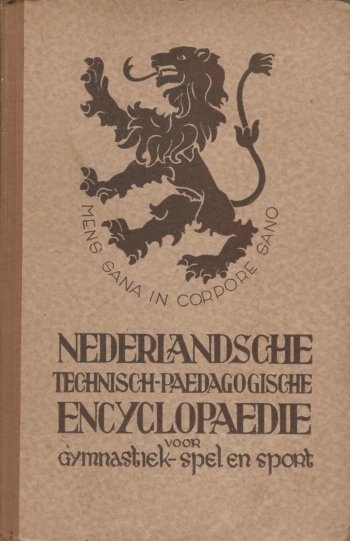 MENS SANA IN CORPORE SANO
NEDERLANDSCHE
TECHNISCH-PAEDAGOGISCHE
ENCYCLOPAEDIE
VOOR
GYMNASTIEK-SPEL EN SPORT